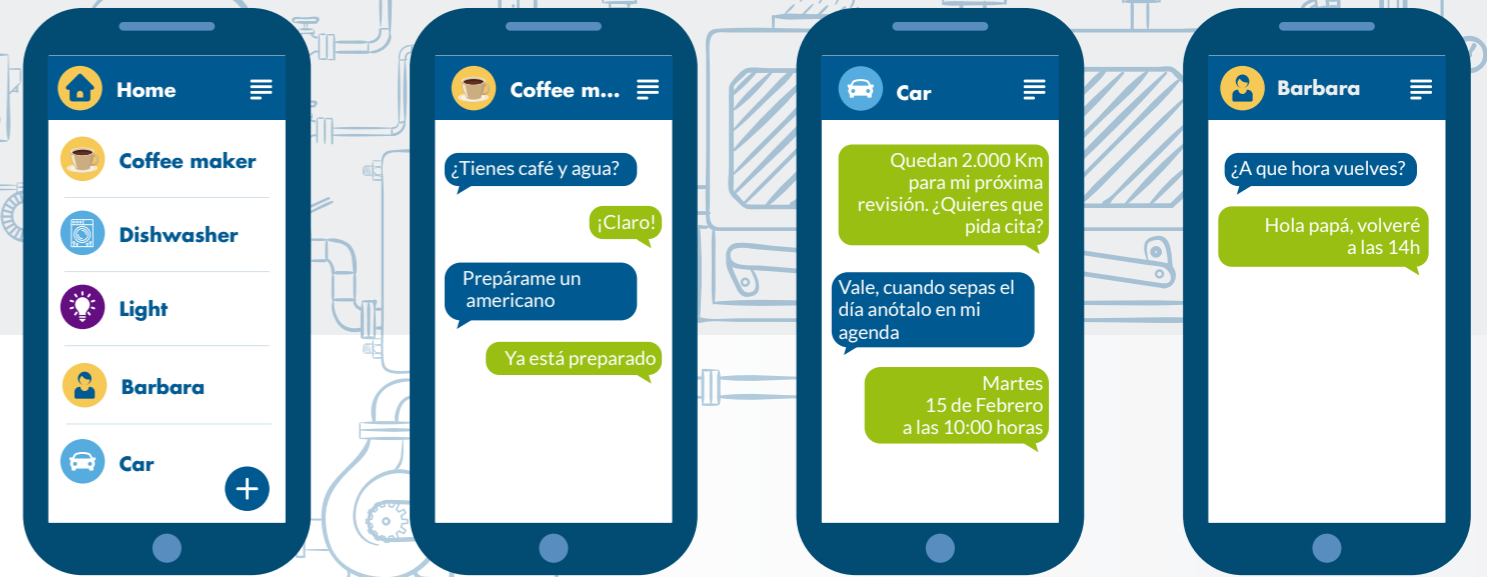 Home
Coffee maker
Dishwasher
Light
Barbara
Car
Coffee m...
¿Tienes café y agua?
¡Claro!
Prepárame un
americano
Ya está preparado
Car
Quedan 2.000 Km
para mi próxima
revisión. ¿Quieres que
pida cita?
Vale, cuando sepas el
día anótalo en mi
agenda
Martes
15 de Febrero
a las 10:00 horas
Barbara
¿A que hora vuelves?
Hola papá, volveré
a las 14h